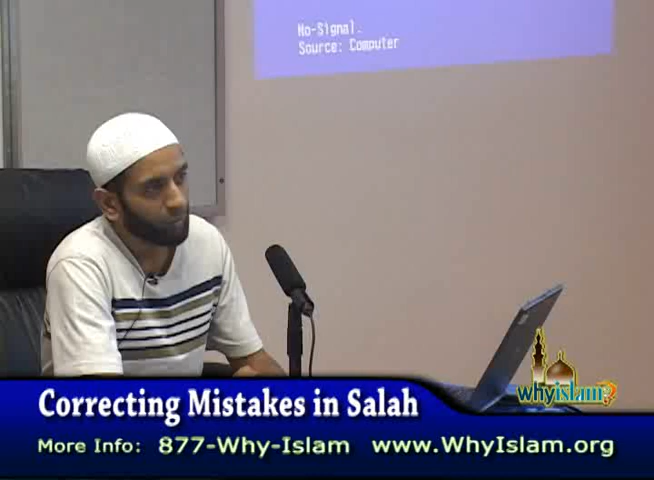 No-Signal.
Source: Computer
whyislam?
Correcting Mistakes in Salah
More Info: 877-Why-Islam www.WhyIslam.org